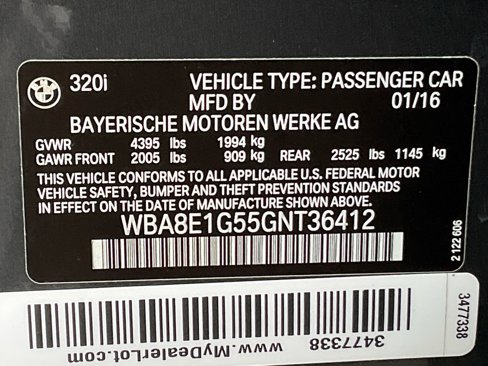 BMW
320i VEHICLE TYPE: PASSENGER CAR
MFD BY 01/16
BAYERISCHE MOTOREN WERKE AG
GVWR 4395 lbs 1994 kg
GAWR FRONT 2005 lbs 909 kg REAR 2525 lbs 1145 kg
THIS VEHICLE CONFORMS TO ALL APPLICABLE U.S. FEDERAL MOTOR
VEHICLE SAFETY, BUMPER AND THEFT PREVENTION STANDARDS
IN EFFECT ON THE DATE OF MANUFACTURE SHOWN ABOVE.
WBA8E1G55GNT36412
2 122 606
3477338
3477338
www.MyDealerLot.com